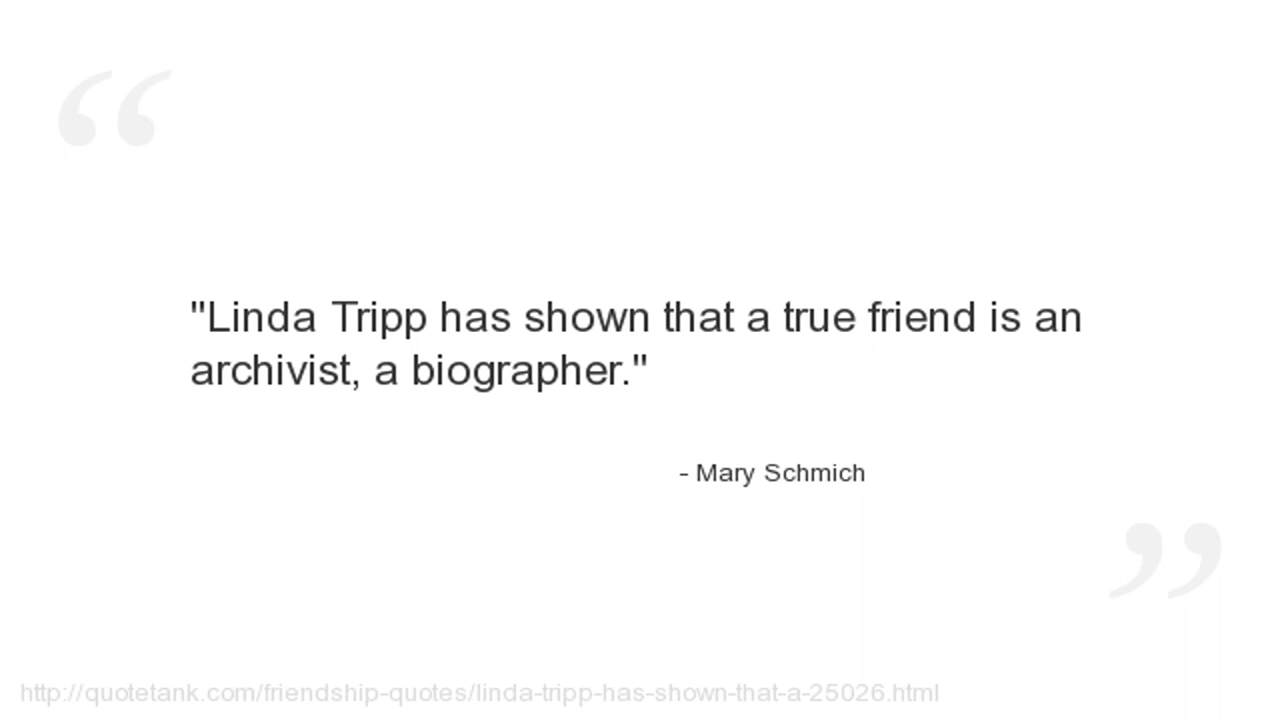 "Linda Tripp has shown that a true friend is an
archivist, a biographer."
- Mary Schmich
http://quotetank.com/friendship-quotes/linda-tripp-has-shown-that-a-25026.html